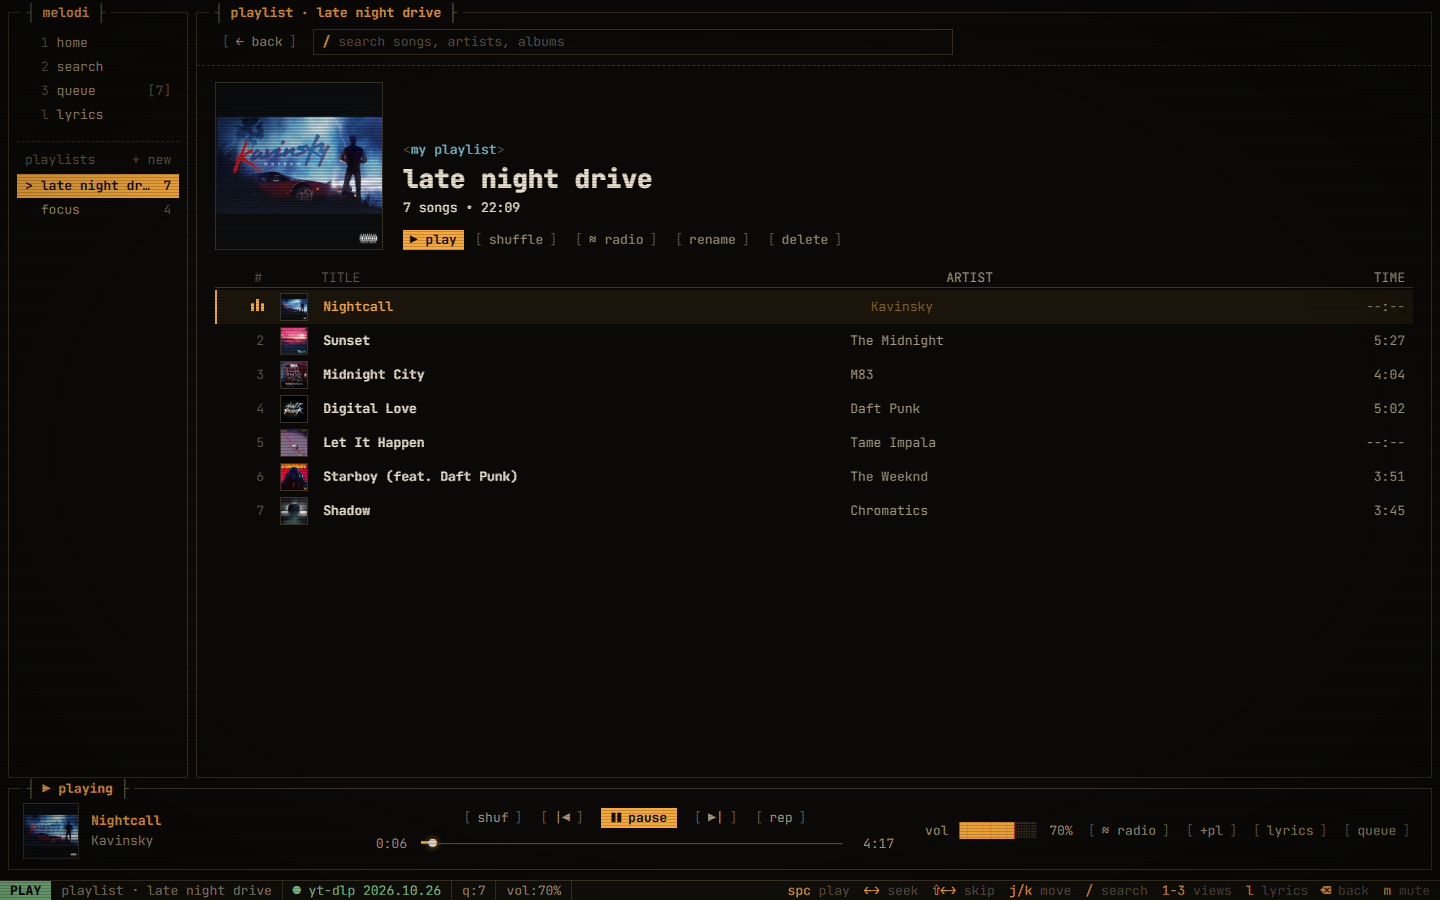 melodi
1 home
2 search
3 queue [7]
l lyrics
playlists + new
> late night dr… 7
focus 4
playlist · late night drive
[ ← back ]
/ search songs, artists, albums
Kavinsky
<my playlist>
late night drive
7 songs • 22:09
▶ play [ shuffle ] [ ≈ radio ] [ rename ] [ delete ]
# TITLE ARTIST TIME
Nightcall Kavinsky --:--
2 Sunset The Midnight 5:27
3 Midnight City M83 4:04
4 Digital Love Daft Punk 5:02
5 Let It Happen Tame Impala --:--
6 Starboy (feat. Daft Punk) The Weeknd 3:51
7 Shadow Chromatics 3:45
▶ playing
Nightcall
Kavinsky
[ shuf ] [ |◀ ] pause [ ▶| ] [ rep ]
0:06 4:17
vol 70% [ ≈ radio ] [ +pl ] [ lyrics ] [ queue ]
PLAY playlist · late night drive ● yt-dlp 2026.10.26 q:7 vol:70%
spc play ←→ seek ⇧←→ skip j/k move / search 1-3 views l lyrics ⌫ back m mute